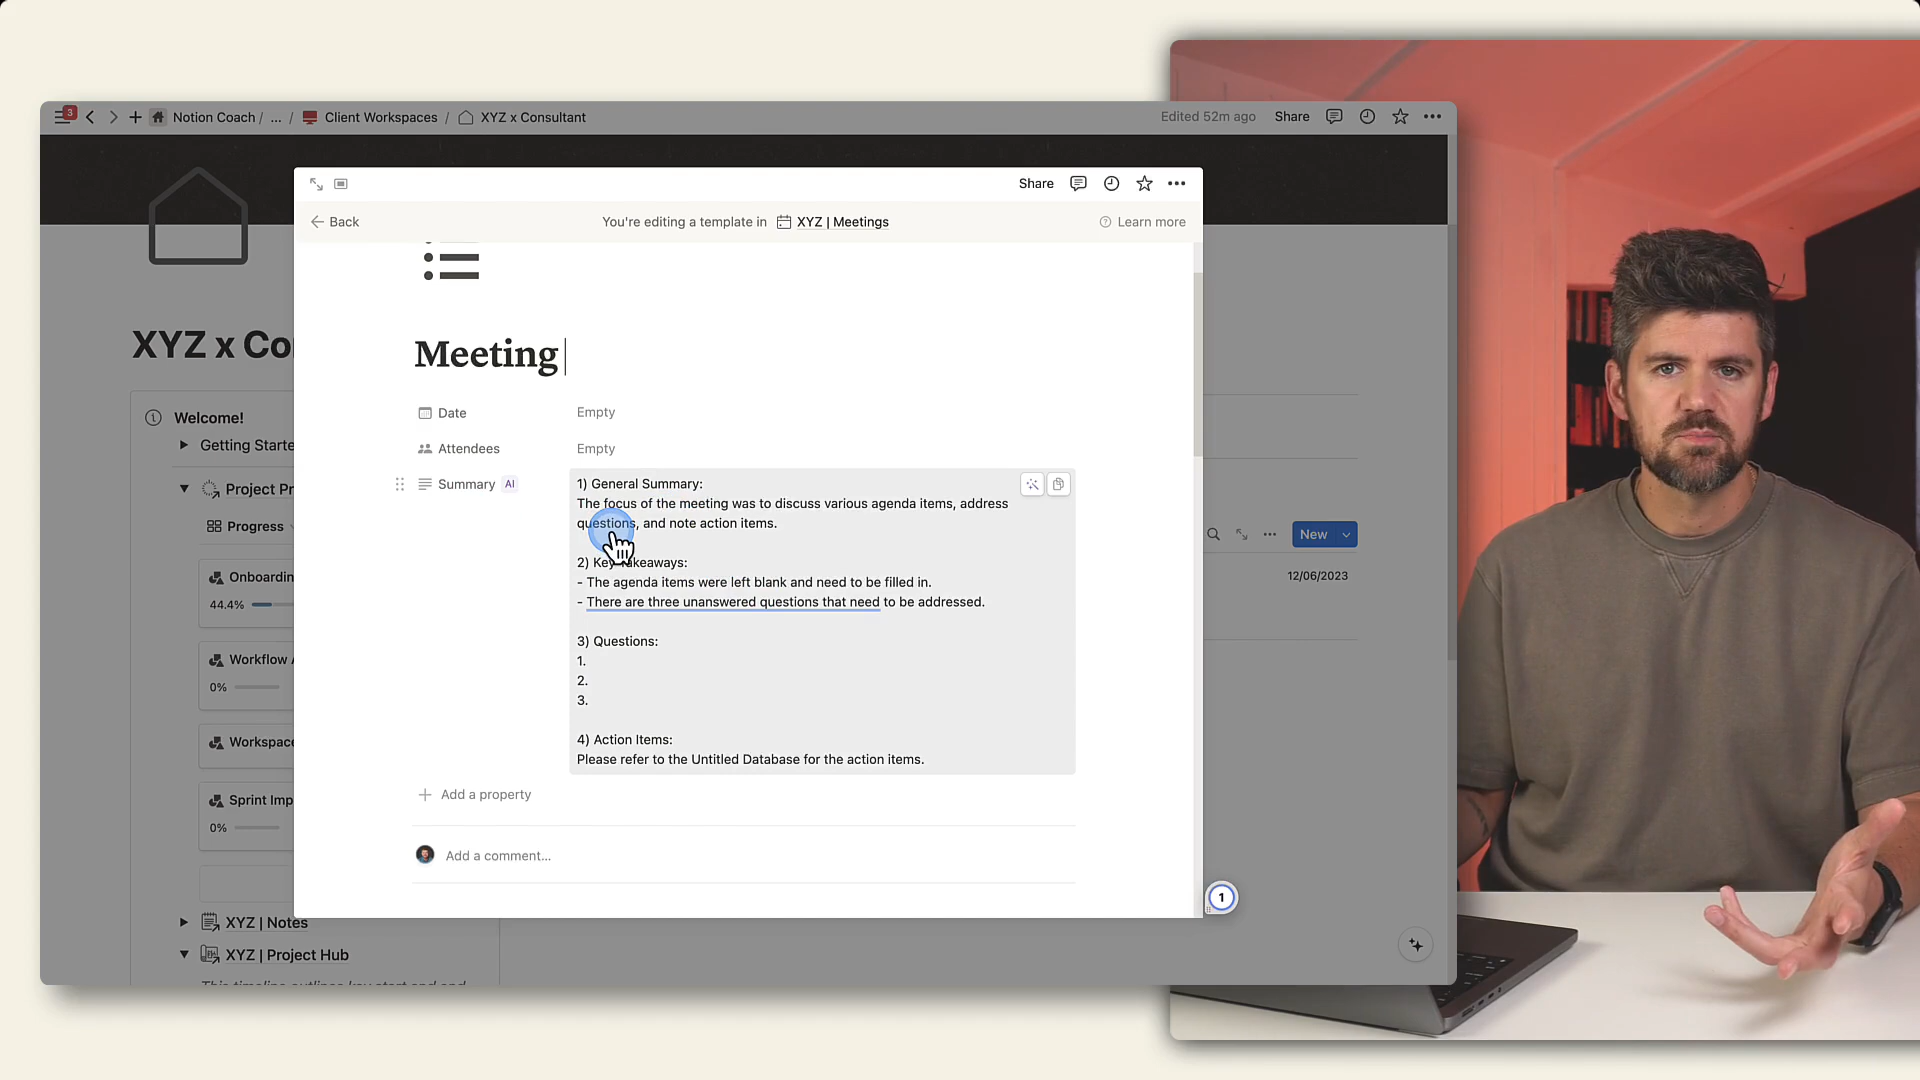 3
Notion Coach / ... / Client Workspaces / XYZ x Consultant
Edited 52m ago Share
Share
Back
You're editing a template in XYZ | Meetings
Learn more
XYZ x Co
Meeting
Date Empty
Attendees Empty
Summary AI
1) General Summary:
The focus of the meeting was to discuss various agenda items, address
questions, and note action items.
2) Key Takeaways:
- The agenda items were left blank and need to be filled in.
- There are three unanswered questions that need to be addressed.
3) Questions:
1.
2.
3.
4) Action Items:
Please refer to the Untitled Database for the action items.
Add a property
Add a comment...
Welcome!
Getting Starte
Project Pr
Progress
Onboardin
44.4%
Workflow
0%
Workspace
Sprint Imp
0%
XYZ | Notes
XYZ | Project Hub
New
12/06/2023
1